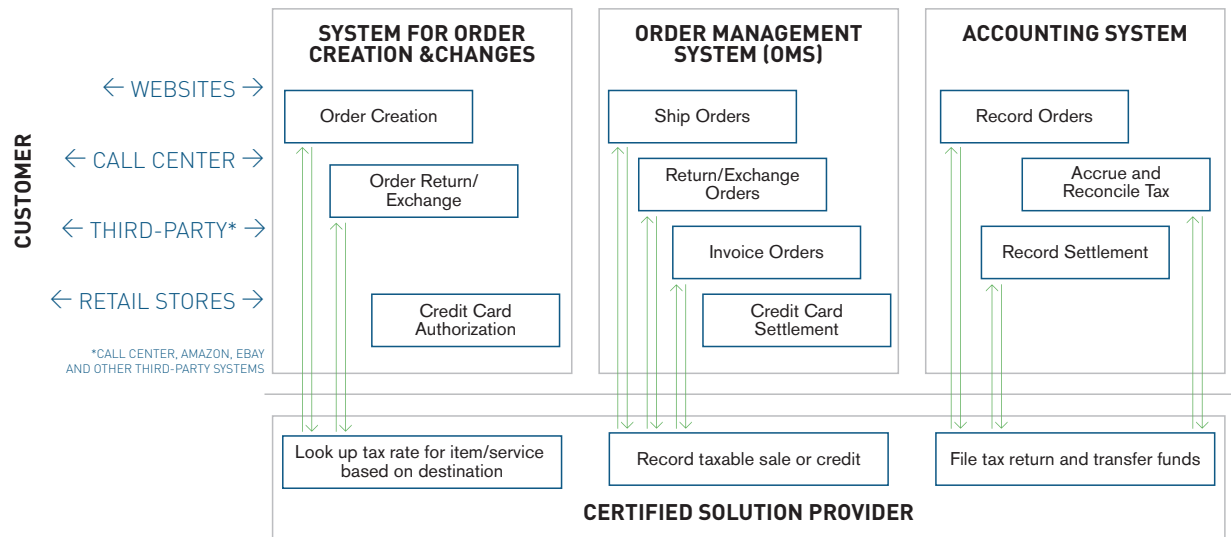 SYSTEM FOR ORDER
CREATION &CHANGES
ORDER MANAGEMENT
SYSTEM (OMS)
ACCOUNTING SYSTEM
CUSTOMER
← WEBSITES →
← CALL CENTER →
← THIRD-PARTY* →
← RETAIL STORES →
*CALL CENTER, AMAZON, EBAY
AND OTHER THIRD-PARTY SYSTEMS
Order Creation
Order Return/
Exchange
Credit Card
Authorization
Ship Orders
Return/Exchange
Orders
Invoice Orders
Credit Card
Settlement
Record Orders
Accrue and
Reconcile Tax
Record Settlement
Look up tax rate for item/service
based on destination
Record taxable sale or credit
File tax return and transfer funds
CERTIFIED SOLUTION PROVIDER